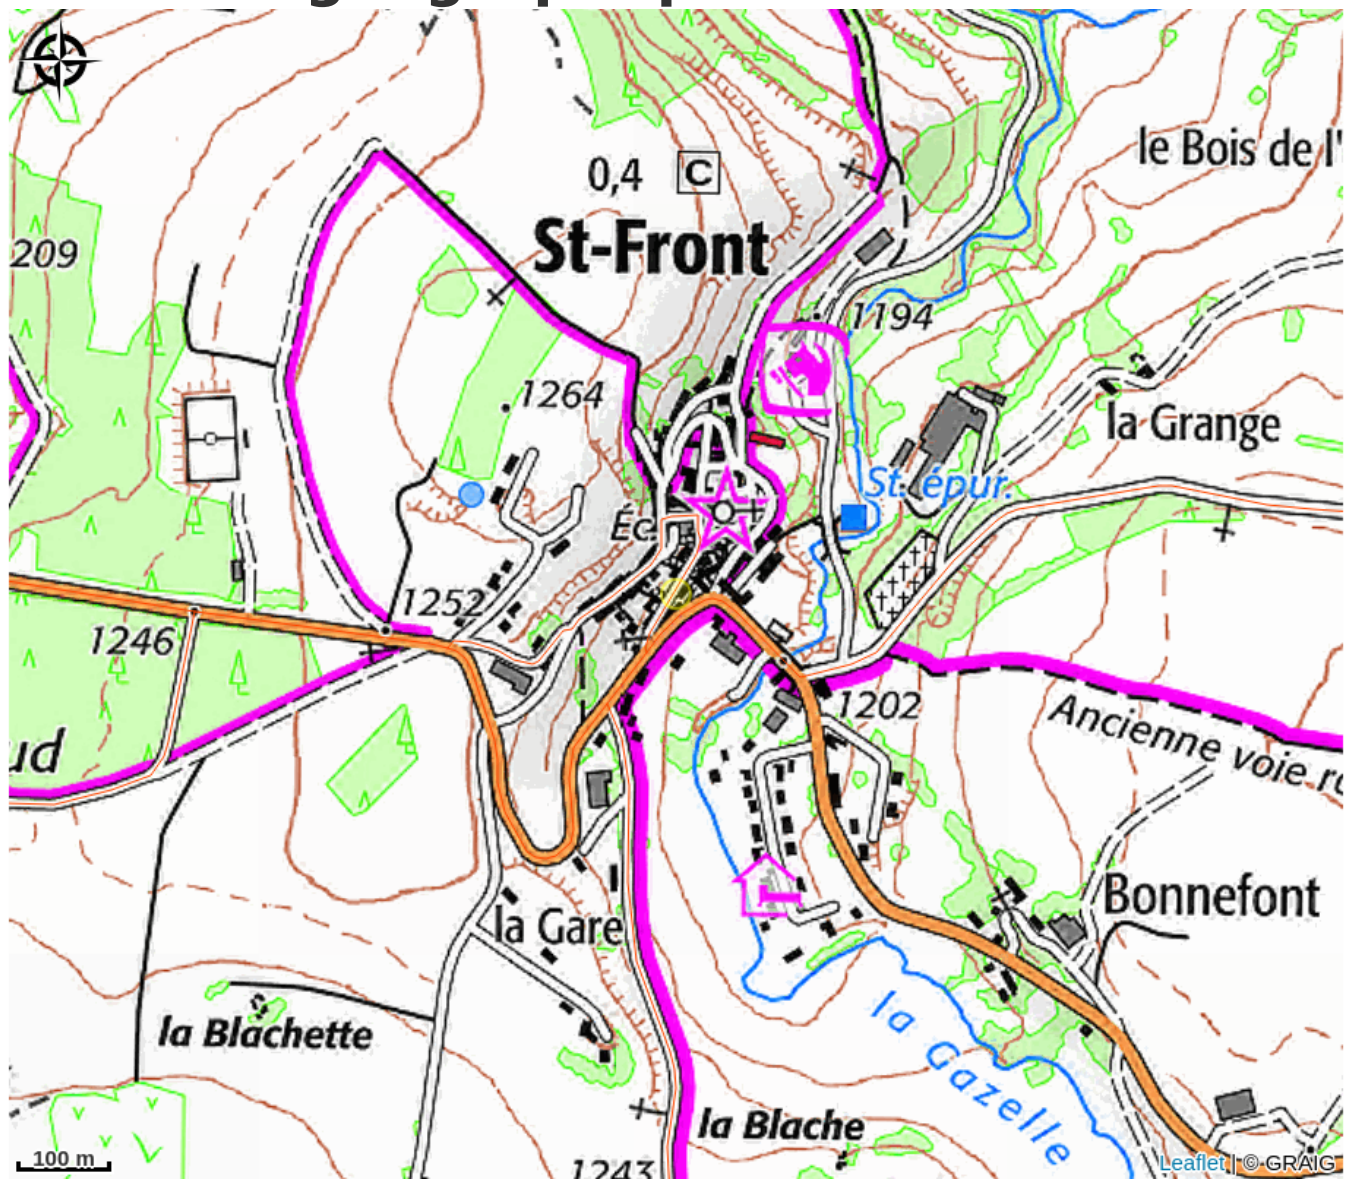 le Bois de l'
0,4 C
St-Front
209
1194
1264
la Grange
St. épur.
Éc.
1252
1246
1202
Ancienne voie
ud
Bonnefont
la Gare
la Gazelle
la Blachette
la Blache
1243
100 m
Leaflet | © GRAIG